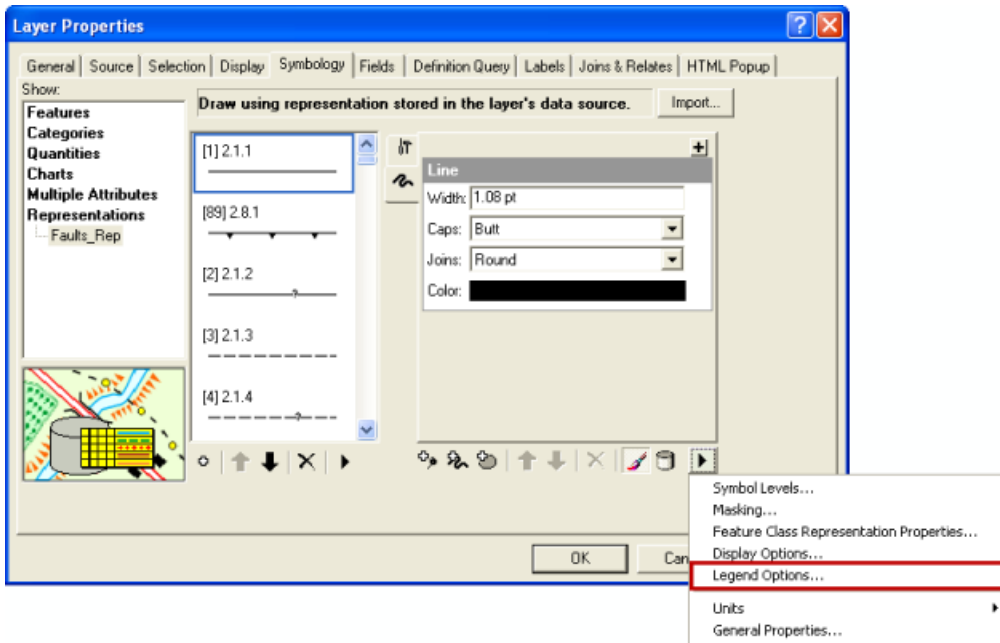 Layer Properties
General Source Selection Display Symbology Fields Definition Query Labels Joins & Relates HTML Popup
Show:
Features
Categories
Quantities
Charts
Multiple Attributes
Representations
Faults_Rep
Draw using representation stored in the layer's data source.
Import...
[1] 2.1.1
[89] 2.8.1
[2] 2.1.2
?
[3] 2.1.3
[4] 2.1.4
?
Line
Width: 1.08 pt
Caps: Butt
Joins: Round
Color:
OK
Can
Symbol Levels...
Masking...
Feature Class Representation Properties...
Display Options...
Legend Options...
Units
General Properties...